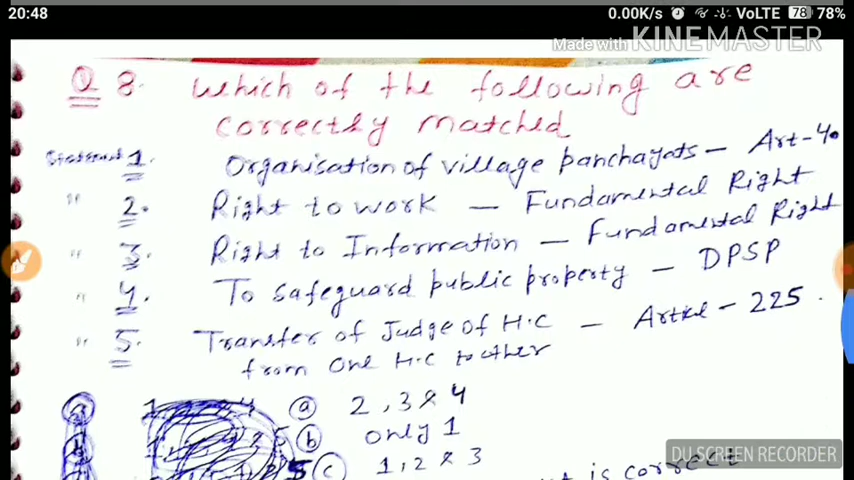 20:48 0.00K/s VoLTE 78 78%
Made with KINEMASTER
Q 8. Which of the following are
correctly matched
Statement 1. Organisation of village panchayats — Art-40
" 2. Right to work — Fundamental Right
" 3. Right to Information — Fundamental Right
" 4. To safeguard public property — DPSP
" 5. Transfer of Judge of H.C — Article - 225.
from one H.C to other
a 2, 3 & 4
b only 1
c 1, 2 & 3
is correct
DU SCREEN RECORDER